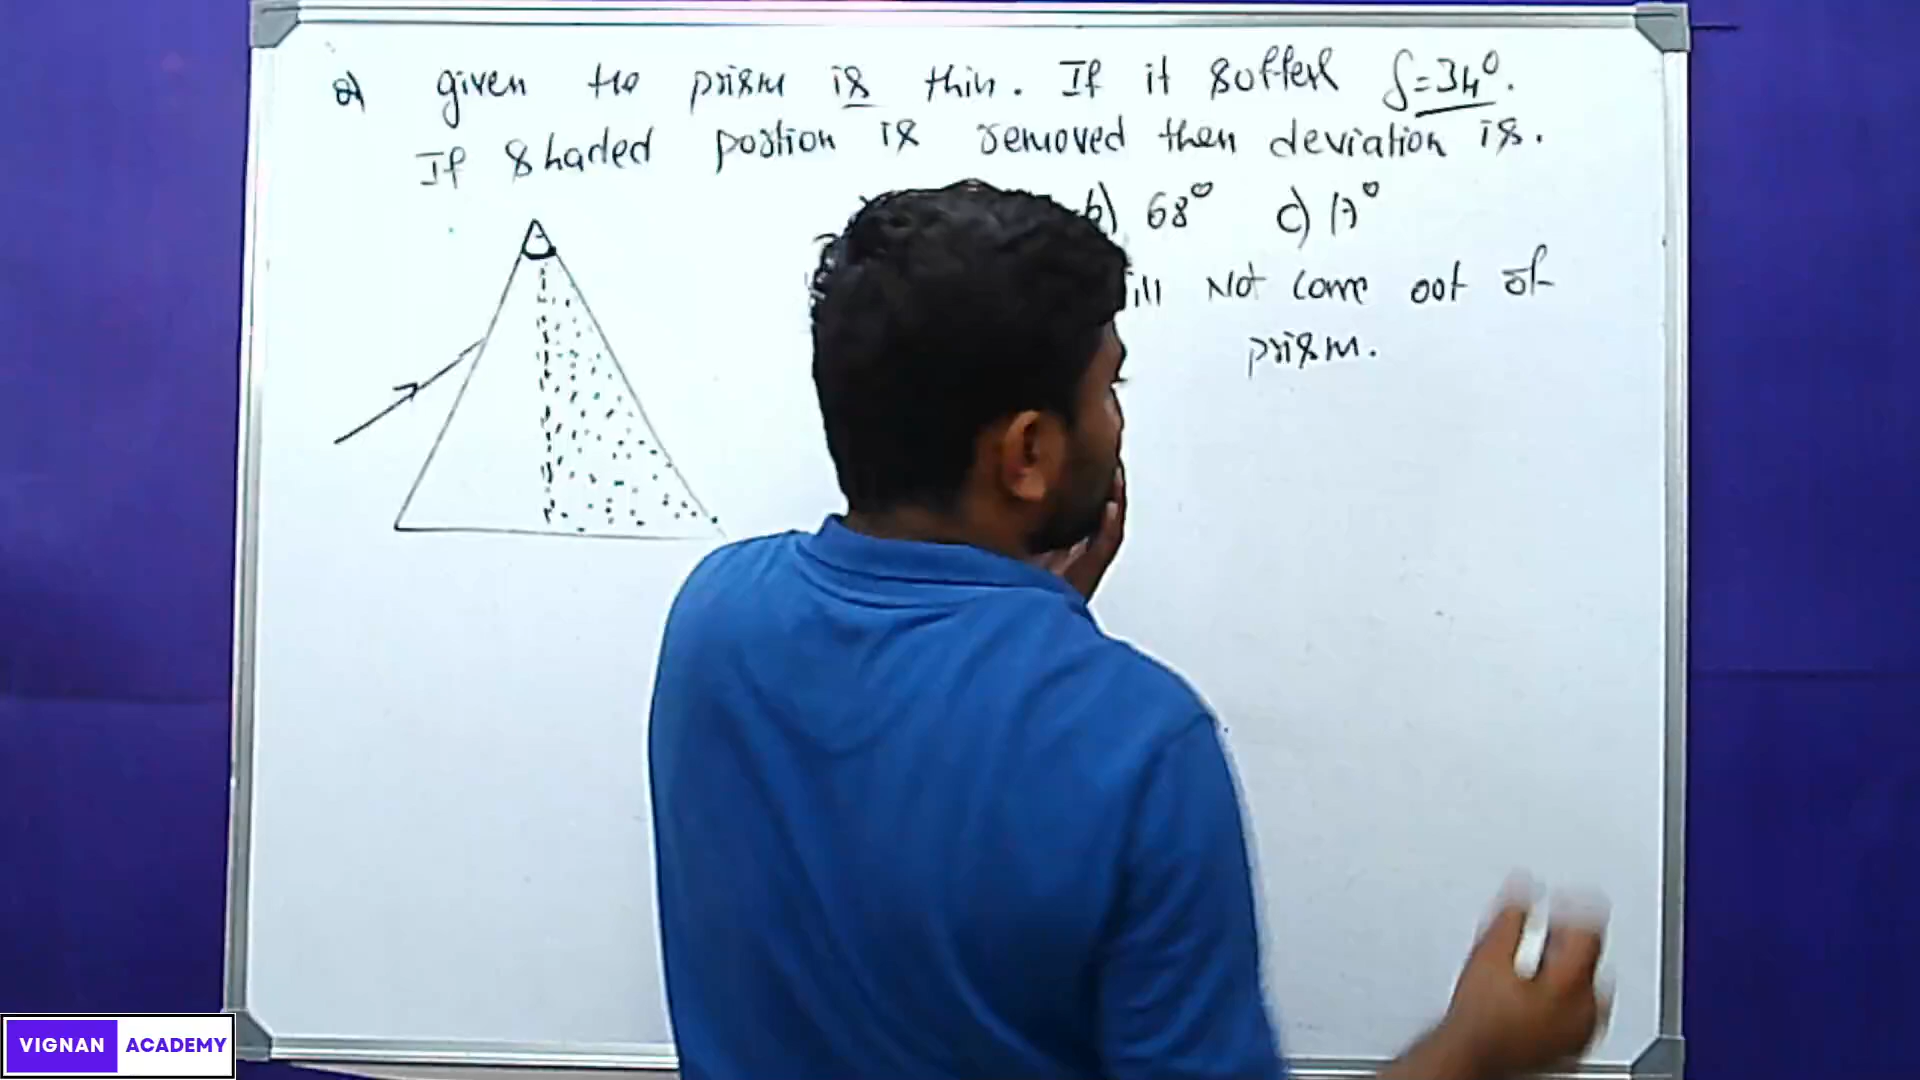 Q) given the prism is thin. If it suffers δ=34°.
If shaded portion is removed then deviation is.
b) 68° c) 17°
ill Not come out of
prism.
A
VIGNAN ACADEMY